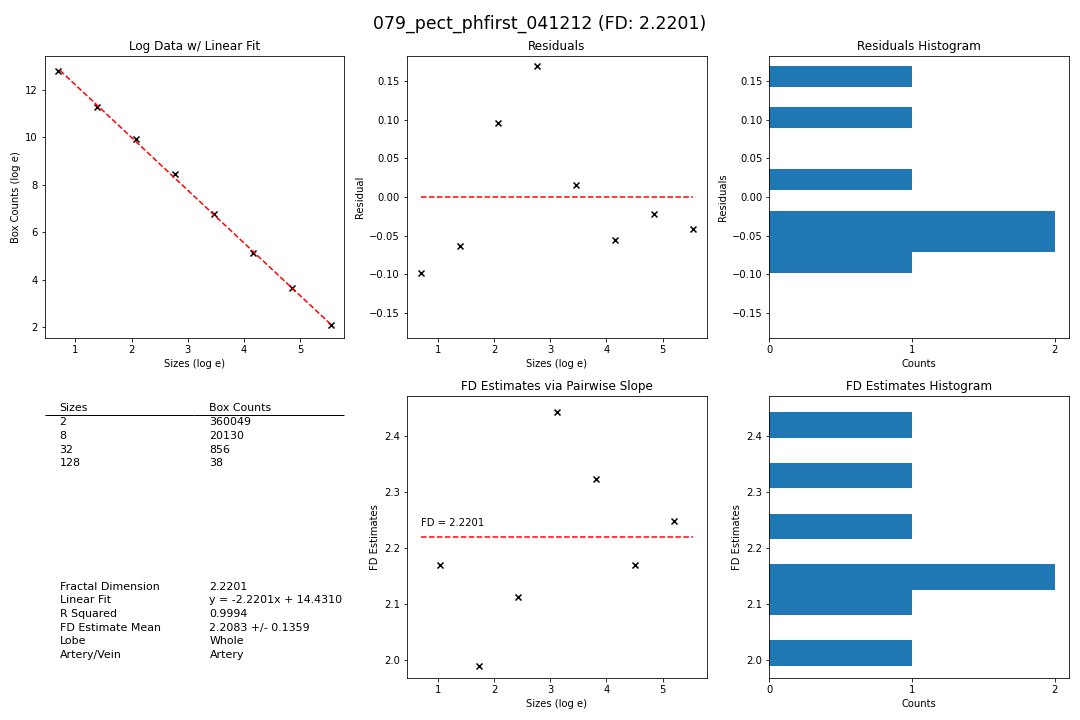 079_pect_phfirst_041212 (FD: 2.2201)
Log Data w/ Linear Fit
Box Counts (log e)
12
10
8
6
4
2
1 2 3 4 5
Sizes (log e)
Residuals
Residual
0.15
0.10
0.05
0.00
−0.05
−0.10
−0.15
1 2 3 4 5
Sizes (log e)
Residuals Histogram
Residuals
0.15
0.10
0.05
0.00
−0.05
−0.10
−0.15
0 1 2
Counts
Sizes Box Counts
2 360049
8 20130
32 856
128 38
Fractal Dimension 2.2201
Linear Fit y = -2.2201x + 14.4310
R Squared 0.9994
FD Estimate Mean 2.2083 +/- 0.1359
Lobe Whole
Artery/Vein Artery
FD Estimates via Pairwise Slope
FD Estimates
2.4
2.3
2.2
2.1
2.0
FD = 2.2201
1 2 3 4 5
Sizes (log e)
FD Estimates Histogram
FD Estimates
2.4
2.3
2.2
2.1
2.0
0 1 2
Counts